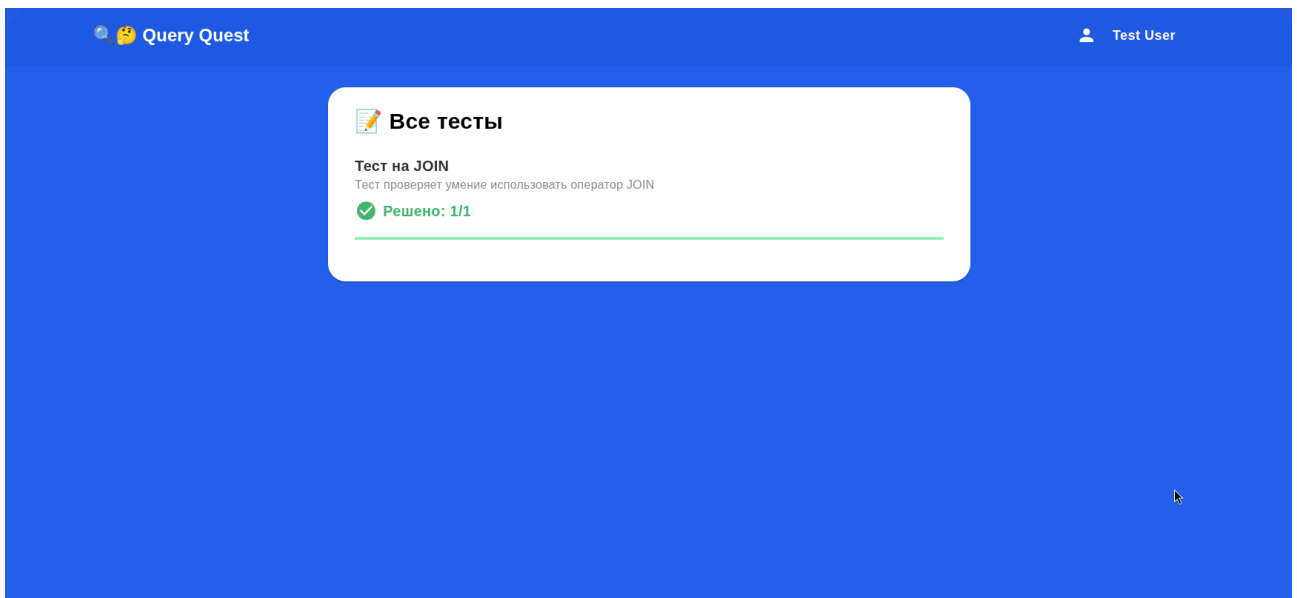 Query Quest
Test User
Все тесты
Тест на JOIN
Тест проверяет умение использовать оператор JOIN
Решено: 1/1